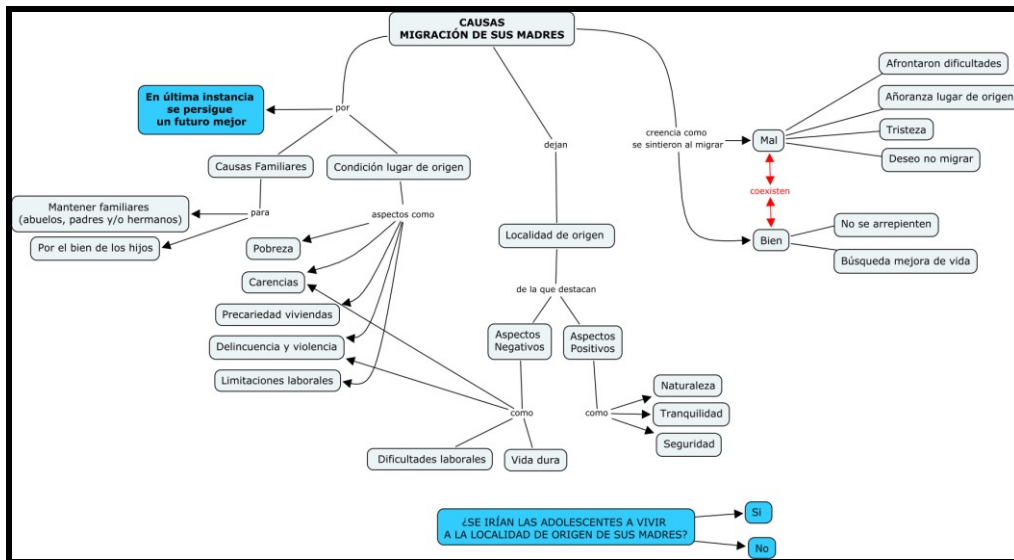 CAUSAS
MIGRACIÓN DE SUS MADRES
En última instancia
se persigue
un futuro mejor
por
Causas Familiares
Condición lugar de origen
para
Mantener familiares
(abuelos, padres y/o hermanos)
Por el bien de los hijos
aspectos como
Pobreza
Carencias
Precariedad viviendas
Delincuencia y violencia
Limitaciones laborales
dejan
Localidad de origen
de la que destacan
Aspectos
Negativos
Aspectos
Positivos
como
Dificultades laborales
Vida dura
como
Naturaleza
Tranquilidad
Seguridad
creencia como
se sintieron al migrar
Mal
Afrontaron dificultades
Añoranza lugar de origen
Tristeza
Deseo no migrar
coexisten
Bien
No se arrepienten
Búsqueda mejora de vida
¿SE IRÍAN LAS ADOLESCENTES A VIVIR
A LA LOCALIDAD DE ORIGEN DE SUS MADRES?
Si
No